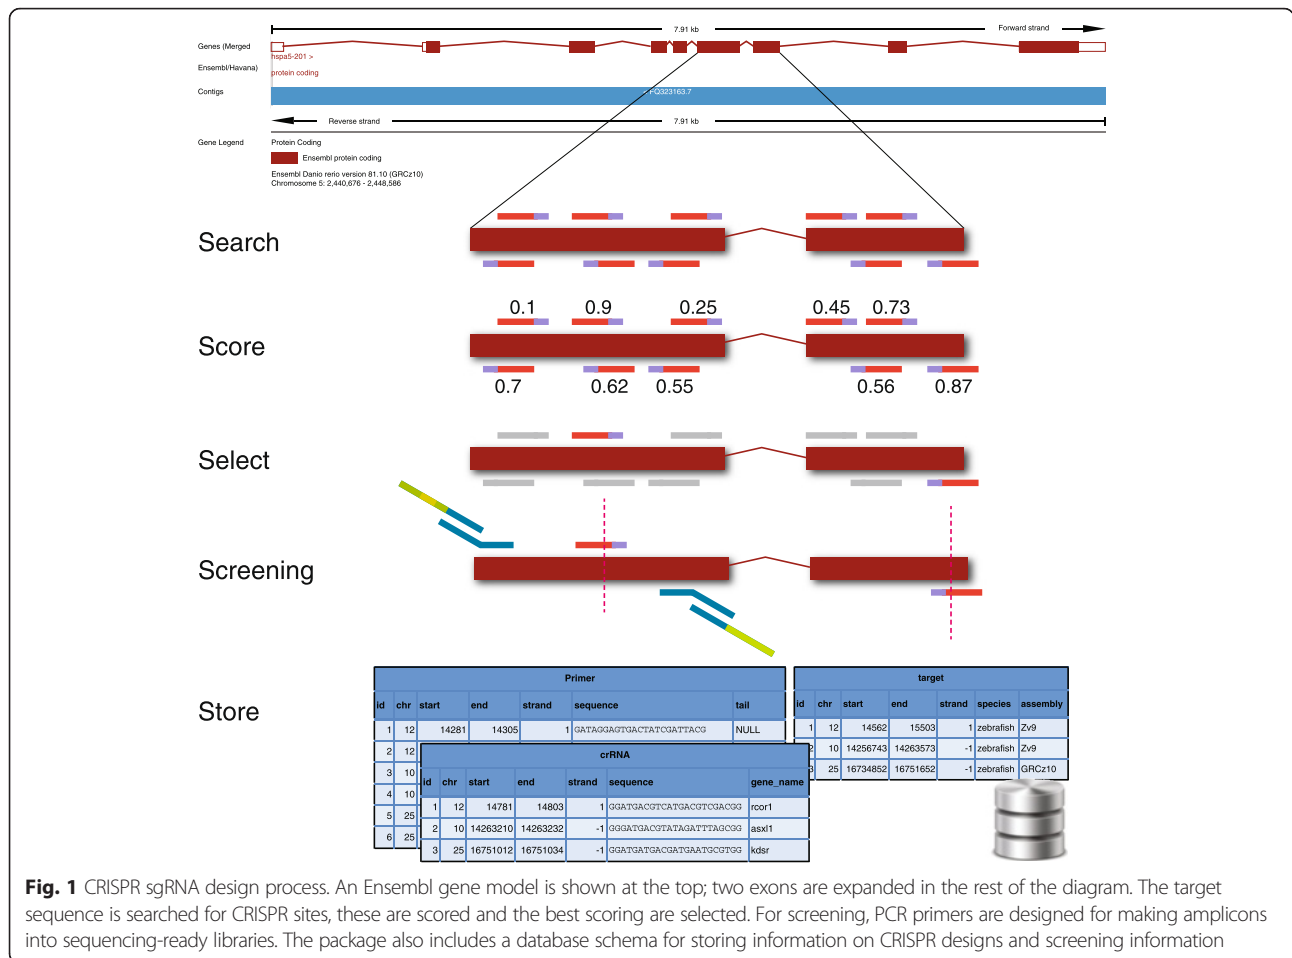 7.91 kb
Forward strand
Genes (Merged
Ensembl/Havana)
hspa5-201 >
protein coding
Contigs
FQ323163.7
Reverse strand
7.91 kb
Gene Legend
Protein Coding
Ensembl protein coding
Ensembl Danio rerio version 81.10 (GRCz10)
Chromosome 5: 2,440,676 - 2,448,586
Search
0.1 0.9 0.25 0.45 0.73
Score
0.7 0.62 0.55 0.56 0.87
Select
Screening
Store
Primer
id chr start end strand sequence tail
1 12 14281 14305 1 GATAGGAGTGACTATCGATTACG NULL
2 12
3 10
4 10
5 25
6 25
crRNA
id chr start end strand sequence gene_name
1 12 14781 14803 1 GGATGACGTCATGACGTCGACGG rcor1
2 10 14263210 14263232 -1 GGGATGACGTATAGATTTAGCGG asxl1
3 25 16751012 16751034 -1 GGATGATGACGATGAATGCGTGG kdsr
target
id chr start end strand species assembly
1 12 14562 15503 1 zebrafish Zv9
2 10 14256743 14263573 -1 zebrafish Zv9
3 25 16734852 16751652 -1 zebrafish GRCz10
Fig. 1 CRISPR sgRNA design process. An Ensembl gene model is shown at the top; two exons are expanded in the rest of the diagram. The target
sequence is searched for CRISPR sites, these are scored and the best scoring are selected. For screening, PCR primers are designed for making amplicons
into sequencing-ready libraries. The package also includes a database schema for storing information on CRISPR designs and screening information